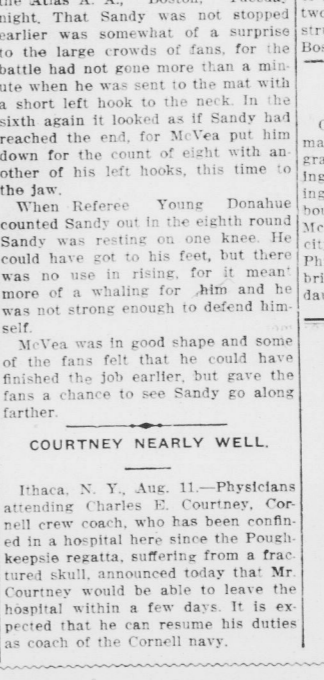 the Atlas A. A., Boston, Tuesday
night. That Sandy was not stopped
earlier was somewhat of a surprise
to the large crowds of fans, for the
battle had not gone more than a min-
ute when he was sent to the mat with
a short left hook to the neck. In the
sixth again it looked as if Sandy had
reached the end, for McVea put him
down for the count of eight with an-
other of his left hooks, this time to
the jaw.
When Referee Young Donahue
counted Sandy out in the eighth round
Sandy was resting on one knee. He
could have got to his feet, but there
was no use in rising, for it meant
more of a whaling for him and he
was not strong enough to defend him-
self.
McVea was in good shape and some
of the fans felt that he could have
finished the job earlier, but gave the
fans a chance to see Sandy go along
farther.
COURTNEY NEARLY WELL.
Ithaca, N. Y., Aug. 11.—Physicians
attending Charles E. Courtney, Cor-
nell crew coach, who has been confin-
ed in a hospital here since the Pough-
keepsie regatta, suffering from a frac-
tured skull, announced today that Mr.
Courtney would be able to leave the
hospital within a few days. It is ex-
pected that he can resume his duties
as coach of the Cornell navy.